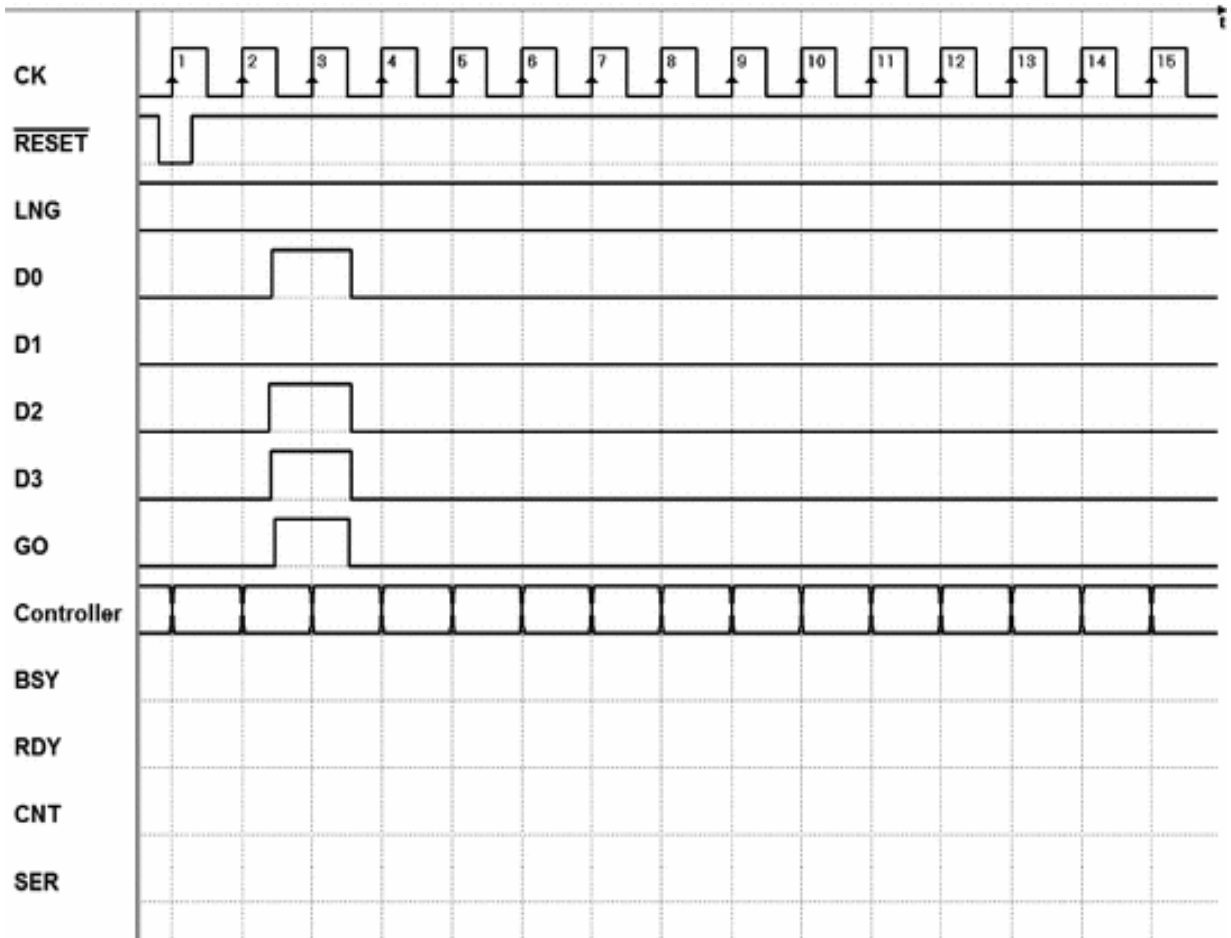 t
CK 1 2 3 4 5 6 7 8 9 10 11 12 13 14 15
RESET
LNG
D0
D1
D2
D3
GO
Controller
BSY
RDY
CNT
SER